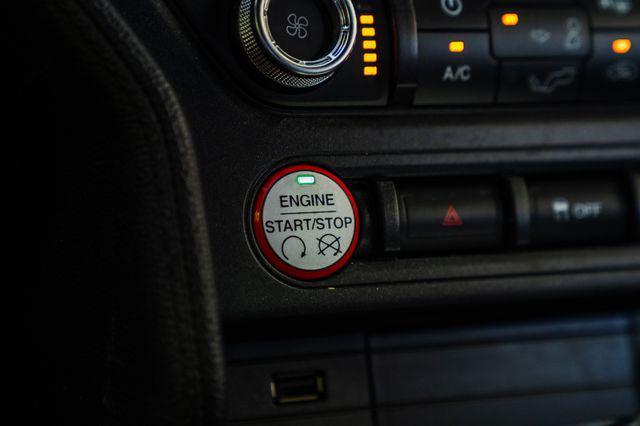 A/C
ENGINE
START/STOP
OFF